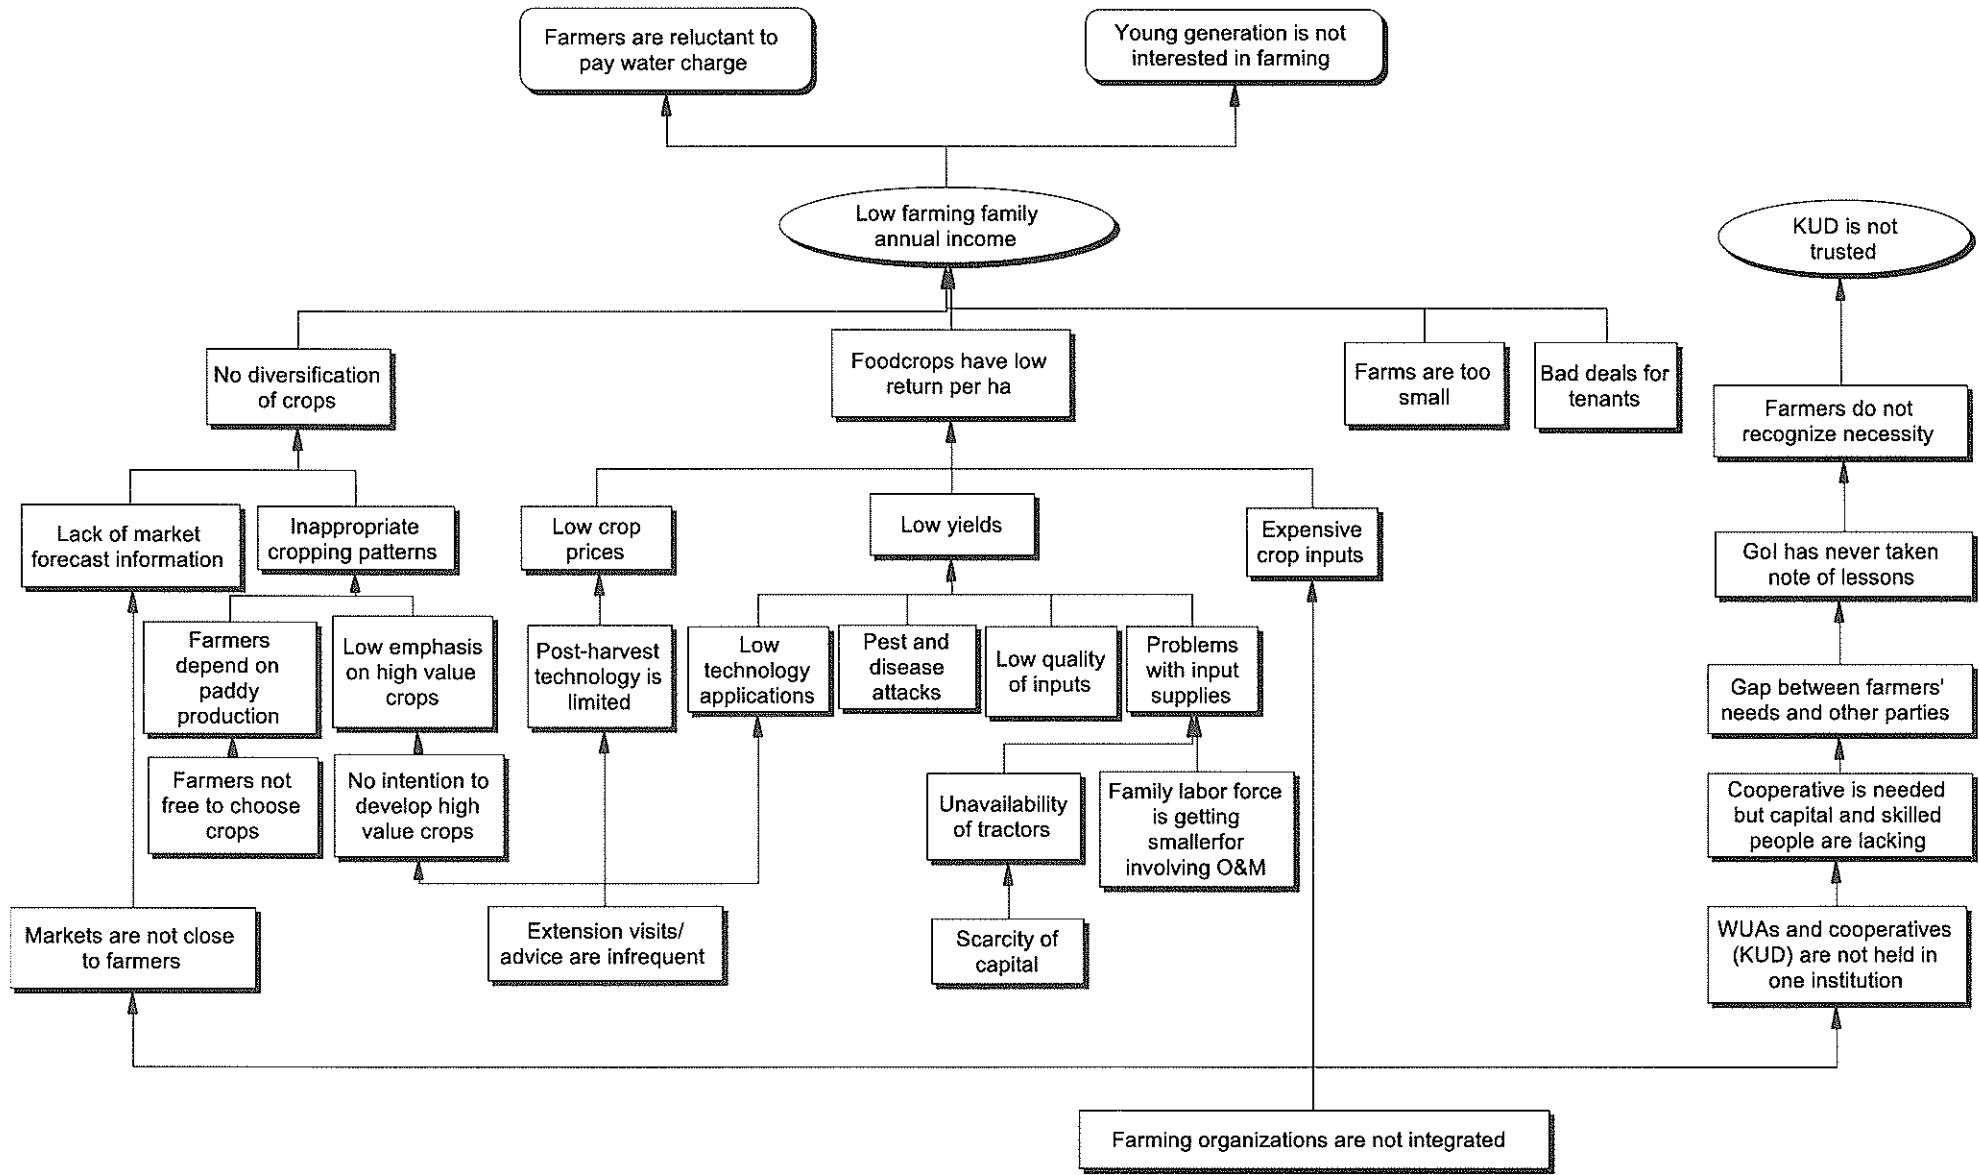 Farmers are reluctant to
pay water charge
Young generation is not
interested in farming
Low farming family
annual income
KUD is not
trusted
No diversification
of crops
Foodcrops have low
return per ha
Farms are too
small
Bad deals for
tenants
Farmers do not
recognize necessity
Lack of market
forecast information
Inappropriate
cropping patterns
Low crop
prices
Low yields
Expensive
crop inputs
GoI has never taken
note of lessons
Farmers
depend on
paddy
production
Low emphasis
on high value
crops
Post-harvest
technology is
limited
Low
technology
applications
Pest and
disease
attacks
Low quality
of inputs
Problems
with input
supplies
Gap between farmers'
needs and other parties
Farmers not
free to choose
crops
No intention to
develop high
value crops
Unavailability
of tractors
Family labor force
is getting
smallerfor
involving O&M
Cooperative is needed
but capital and skilled
people are lacking
Markets are not close
to farmers
Extension visits/
advice are infrequent
Scarcity of
capital
WUAs and cooperatives
(KUD) are not held in
one institution
Farming organizations are not integrated